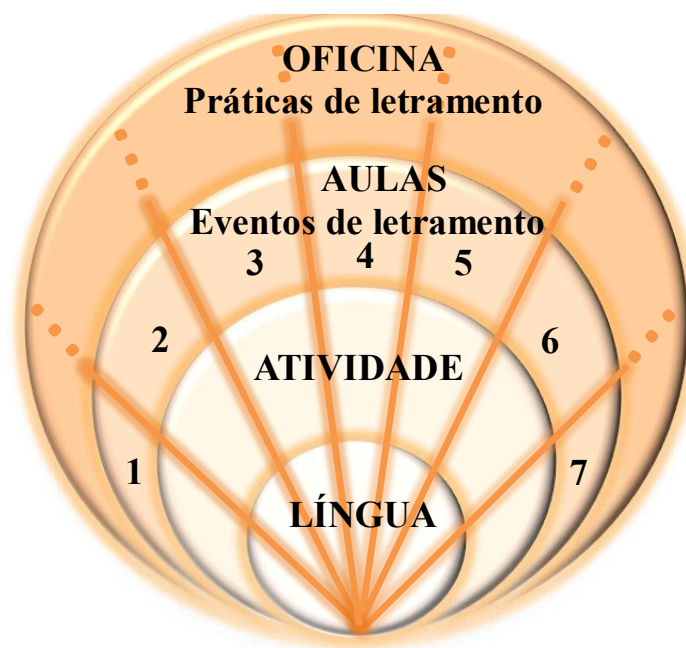 OFICINA
Práticas de letramento
AULAS
Eventos de letramento
3 4 5
2 6
ATIVIDADE
1 7
LÍNGUA